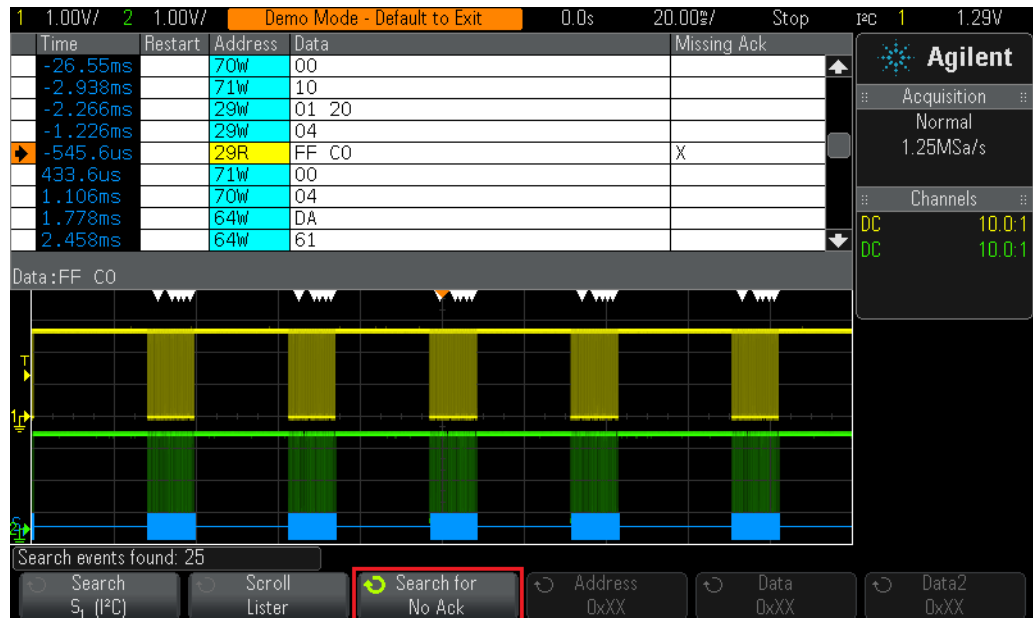 1 1.00V/ 2 1.00V/ Demo Mode - Default to Exit 0.0s 20.00ms/ Stop I²C 1 1.29V
Time Restart Address Data Missing Ack
-26.55ms 70W 00
-2.938ms 71W 10
-2.266ms 29W 01 20
-1.226ms 29W 04
-545.6us 29R FF C0 X
433.6us 71W 00
1.106ms 70W 04
1.778ms 64W DA
2.458ms 64W 61
Data:FF C0
Agilent
Acquisition
Normal
1.25MSa/s
Channels
DC 10.0:1
DC 10.0:1
T
1
2
Search events found: 25
Search
S₁ (I²C)
Scroll
Lister
Search for
No Ack
Address
0xXX
Data
0xXX
Data2
0xXX